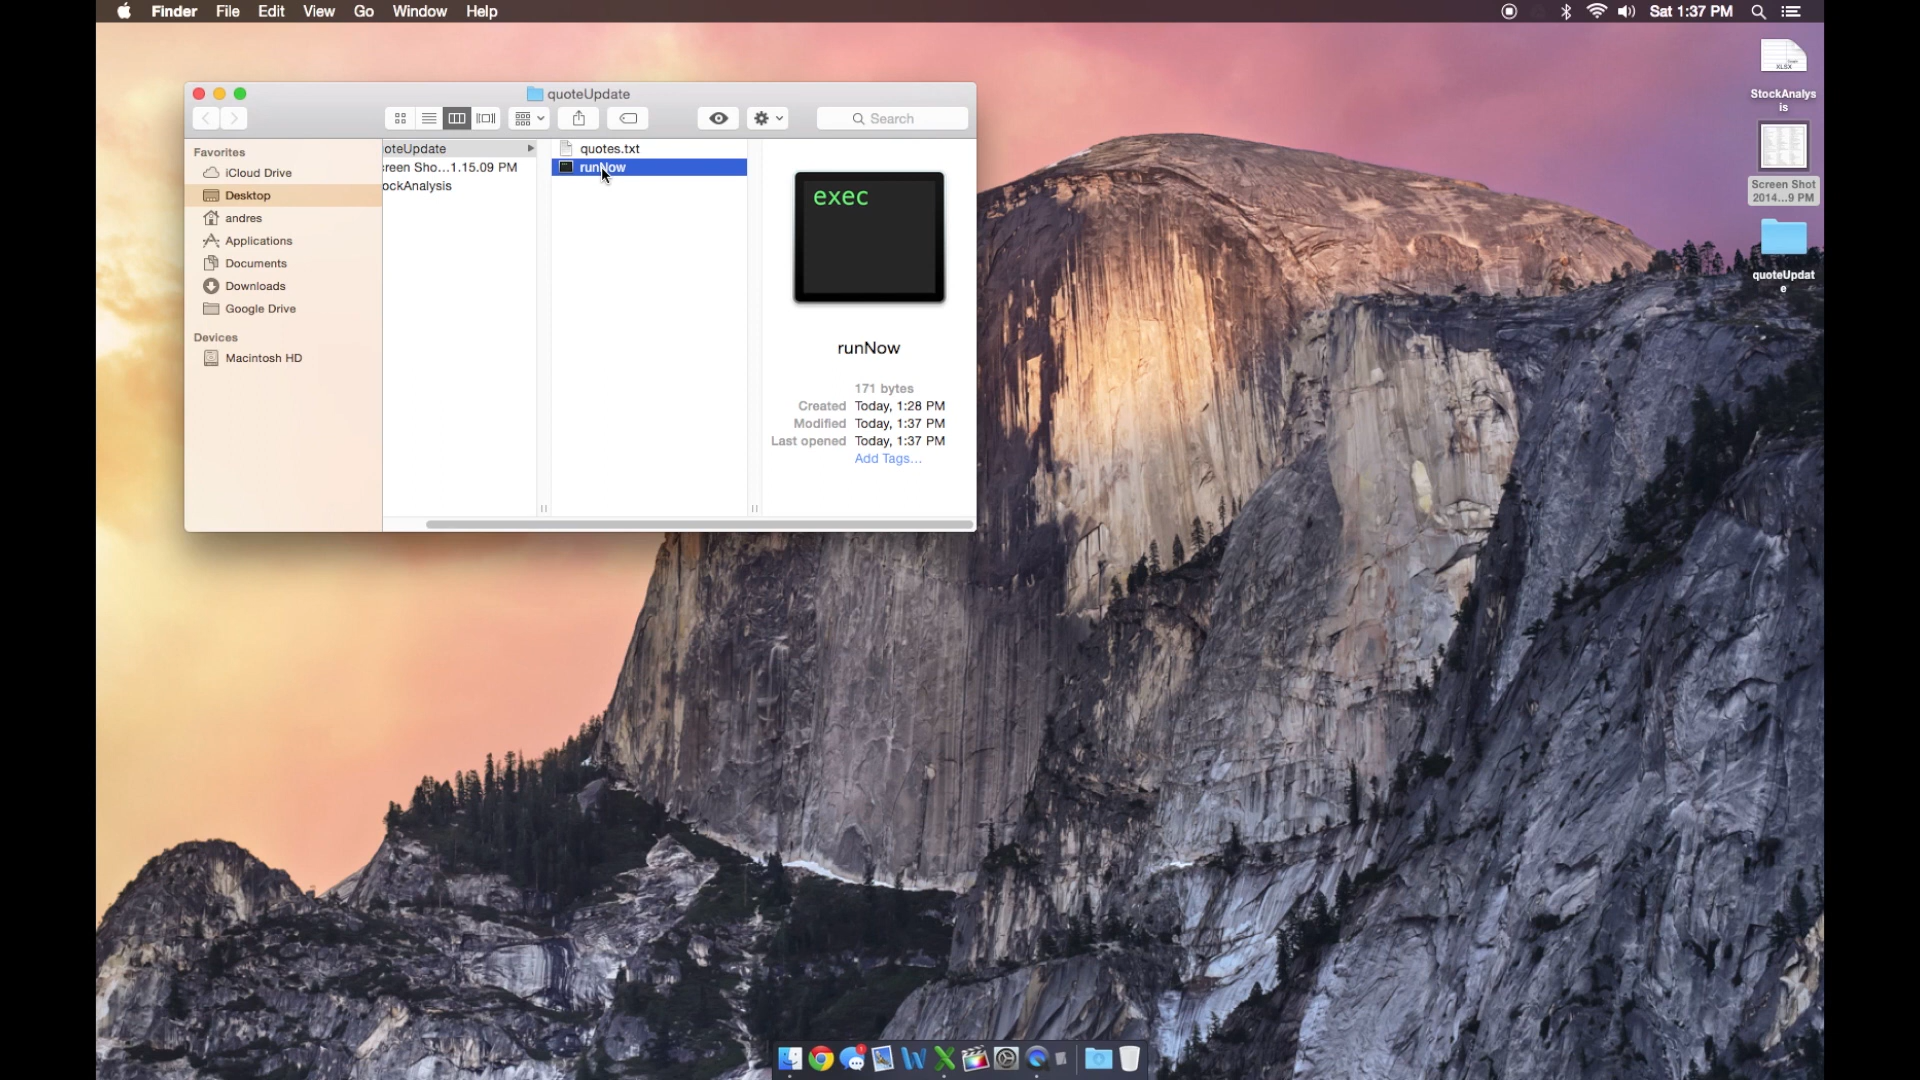 Finder File Edit View Go Window Help
Sat 1:37 PM
quoteUpdate
Search
Favorites
iCloud Drive
Desktop
andres
Applications
Documents
Downloads
Google Drive
Devices
Macintosh HD
oteUpdate
creen Sho...1.15.09 PM
ockAnalysis
quotes.txt
runNow
exec
runNow
171 bytes
Created Today, 1:28 PM
Modified Today, 1:37 PM
Last opened Today, 1:37 PM
Add Tags...
XLSX
StockAnalys
is
Screen Shot
2014...9 PM
quoteUpdat
e